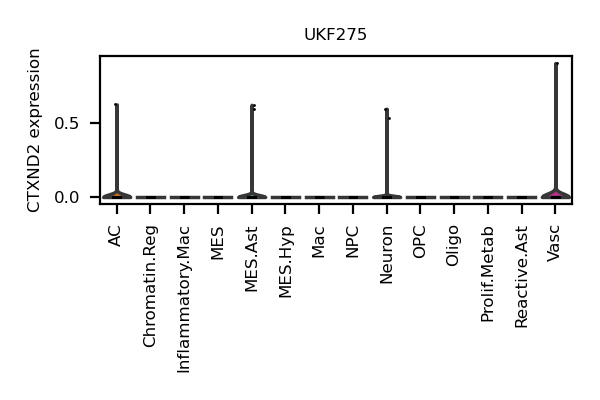 UKF275
CTXND2 expression
0.5
0.0
AC
Chromatin.Reg
Inflammatory.Mac
MES
MES.Ast
MES.Hyp
Mac
NPC
Neuron
OPC
Oligo
Prolif.Metab
Reactive.Ast
Vasc